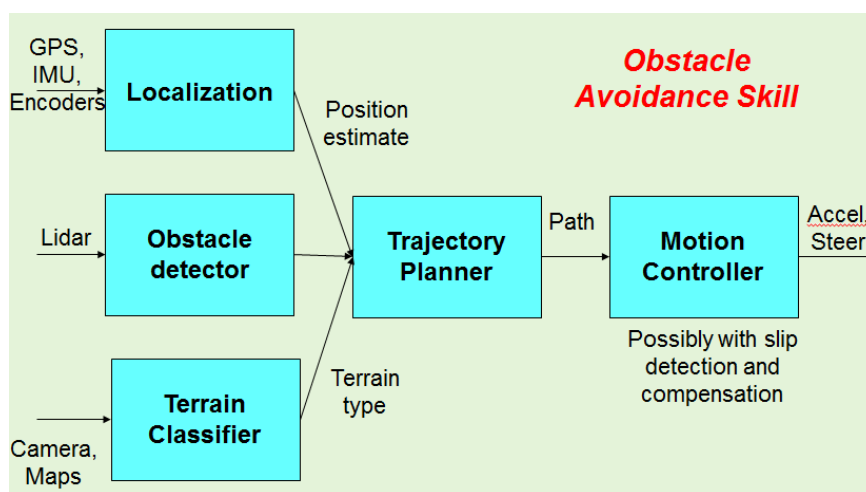 GPS,
IMU,
Encoders
Localization
Position
estimate
Obstacle
Avoidance Skill
Lidar
Obstacle
detector
Trajectory
Planner
Path
Motion
Controller
Accel,
Steer
Possibly with slip
detection and
compensation
Terrain
type
Terrain
Classifier
Camera,
Maps